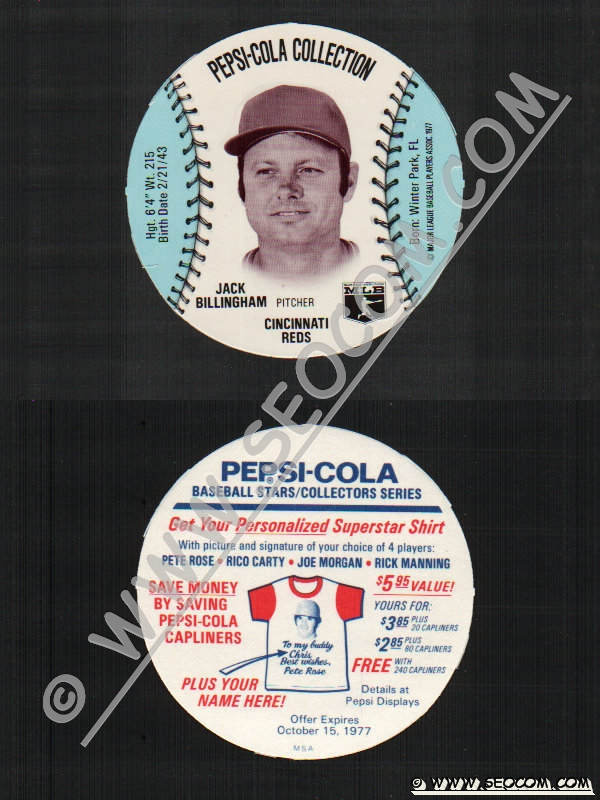 PEPSI-COLA COLLECTION
Hgt. 6'4" Wt. 215
Birth Date 2/21/43
Born: Winter Park, FL
© MAJOR LEAGUE BASEBALL PLAYERS ASSOC. 1977
JACK
BILLINGHAM PITCHER
MLB
CINCINNATI
REDS
PEPSI-COLA
BASEBALL STARS/COLLECTORS SERIES
Get Your Personalized Superstar Shirt
With picture and signature of your choice of 4 players:
PETE ROSE • RICO CARTY • JOE MORGAN • RICK MANNING
SAVE MONEY
BY SAVING
PEPSI-COLA
CAPLINERS
$5.95 VALUE!
YOURS FOR:
$3.85 PLUS 20 CAPLINERS
$2.85 PLUS 60 CAPLINERS
FREE WITH 240 CAPLINERS
To my buddy
Chris
Best wishes,
Pete Rose
PLUS YOUR
NAME HERE!
Details at
Pepsi Displays
Offer Expires
October 15, 1977
MSA
© WWW.SEOCOM.COM
© WWW.SEOCOM.COM